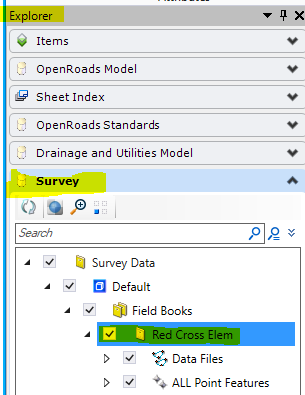 Explorer
Items
OpenRoads Model
Sheet Index
OpenRoads Standards
Drainage and Utilities Model
Survey
Search
Survey Data
Default
Field Books
Red Cross Elem
Data Files
ALL Point Features